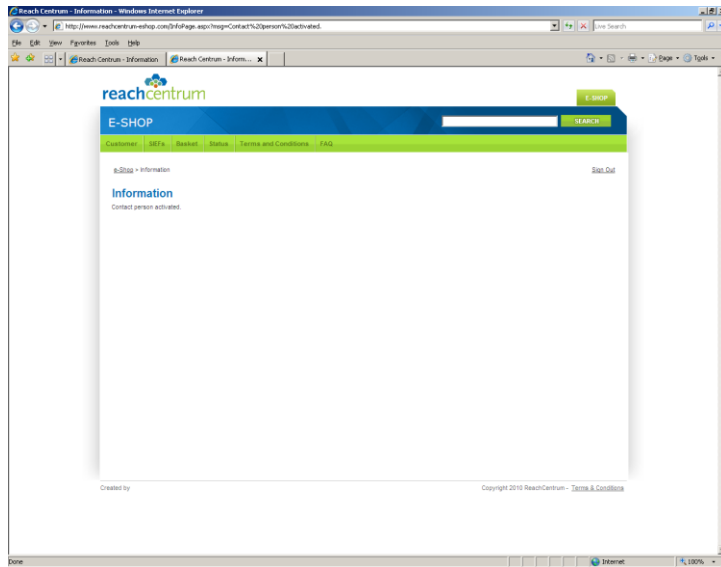 Reach Centrum - Information - Windows Internet Explorer
http://www.reachcentrum-eshop.com/InfoPage.aspx?msg=Contact%20person%20activated.
Live Search
File Edit View Favorites Tools Help
Reach Centrum - Information
Reach Centrum - Inform...
Page
Tools
reachcentrum
E-SHOP
E-SHOP
SEARCH
Customer SIEFs Basket Status Terms and Conditions FAQ
e-Shop > Information
Sign Out
Information
Contact person activated.
Created by
Copyright 2010 ReachCentrum - Terms & Conditions
Done
Internet
100%